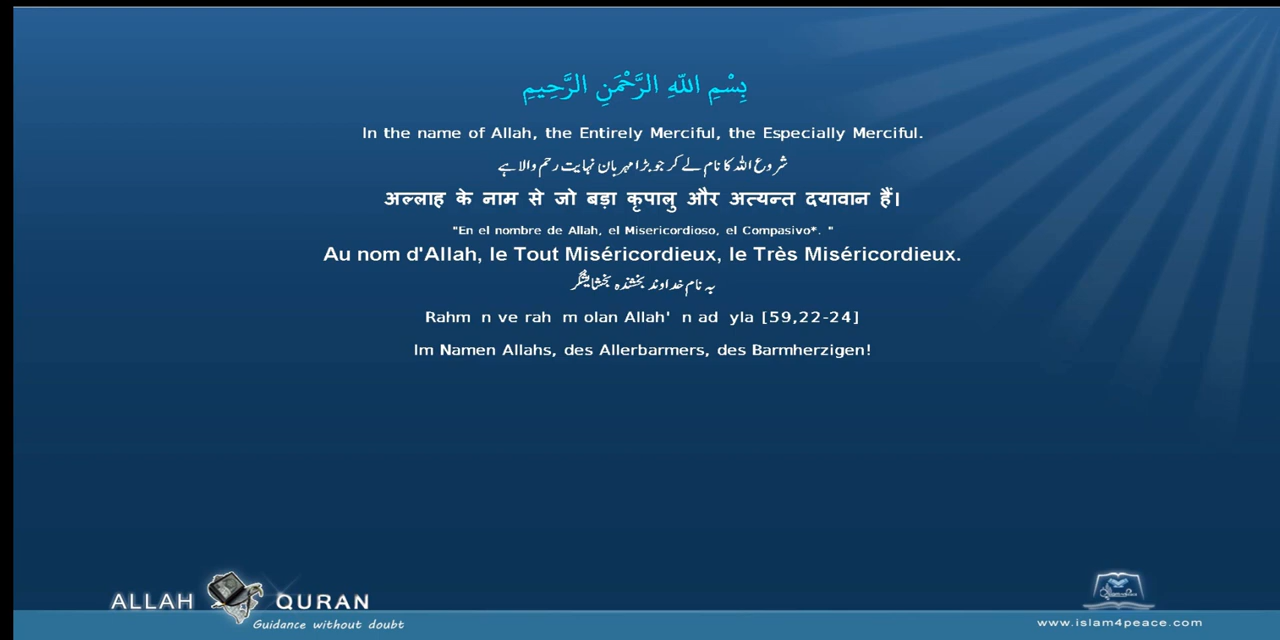 بِسْمِ اللّهِ الرَّحْمَنِ الرَّحِيمِ
In the name of Allah, the Entirely Merciful, the Especially Merciful.
شروع اللہ کا نام لے کر جو بڑا مہربان نہایت رحم والا ہے
अल्लाह के नाम से जो बड़ा कृपालु और अत्यन्त दयावान हैं।
"En el nombre de Allah, el Misericordioso, el Compasivo*. "
Au nom d'Allah, le Tout Miséricordieux, le Très Miséricordieux.
به نام خداوند بخشنده بخشایشگر
Rahm n ve rah m olan Allah' n ad yla [59,22-24]
Im Namen Allahs, des Allerbarmers, des Barmherzigen!
ALLAH QURAN
Guidance without doubt
www.islam4peace.com